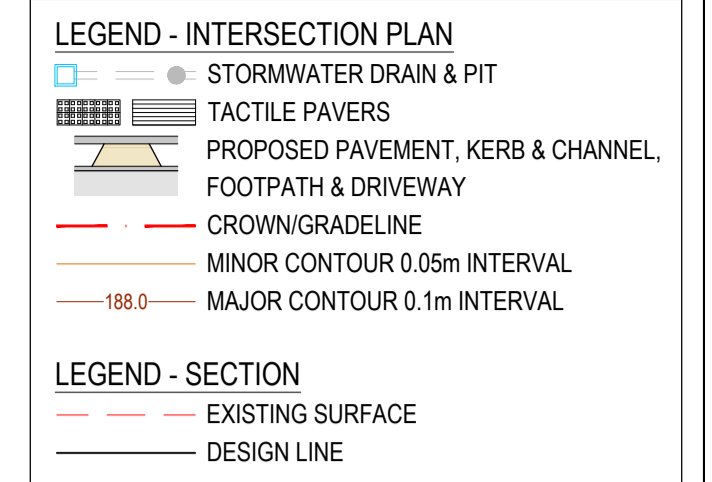 LEGEND - INTERSECTION PLAN
STORMWATER DRAIN & PIT
TACTILE PAVERS
PROPOSED PAVEMENT, KERB & CHANNEL,
FOOTPATH & DRIVEWAY
CROWN/GRADELINE
MINOR CONTOUR 0.05m INTERVAL
188.0 MAJOR CONTOUR 0.1m INTERVAL
LEGEND - SECTION
EXISTING SURFACE
DESIGN LINE